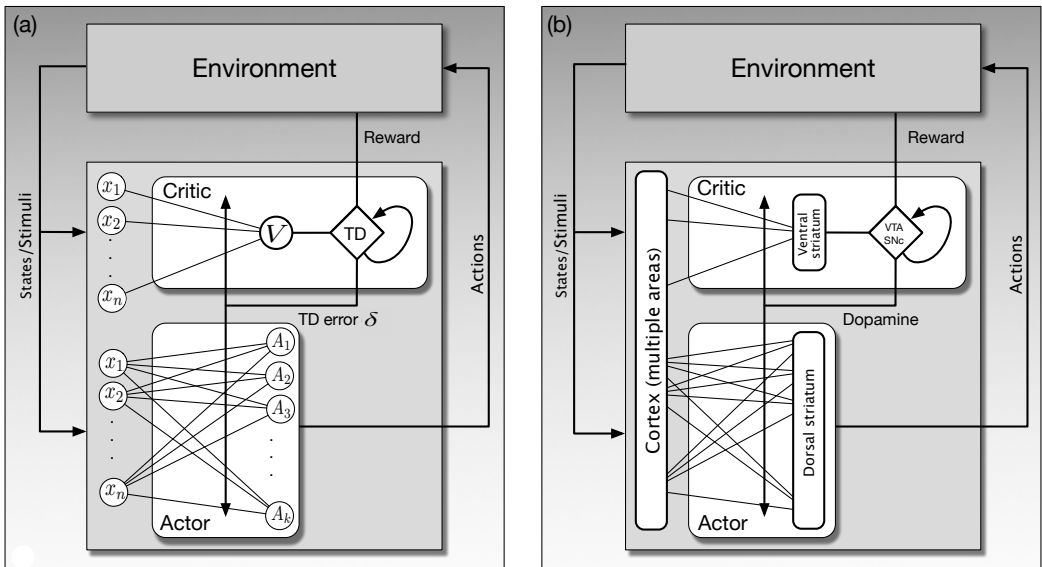 (a)
Environment
Reward
States/Stimuli
Actions
Critic
x1
x2
.
.
.
xn
V
TD
TD error δ
x1
x2
.
.
.
xn
A1
A2
A3
.
.
.
Ak
Actor
(b)
Environment
Reward
States/Stimuli
Actions
Cortex (multiple areas)
Critic
Ventral
striatum
VTA
SNc
Dopamine
Dorsal striatum
Actor